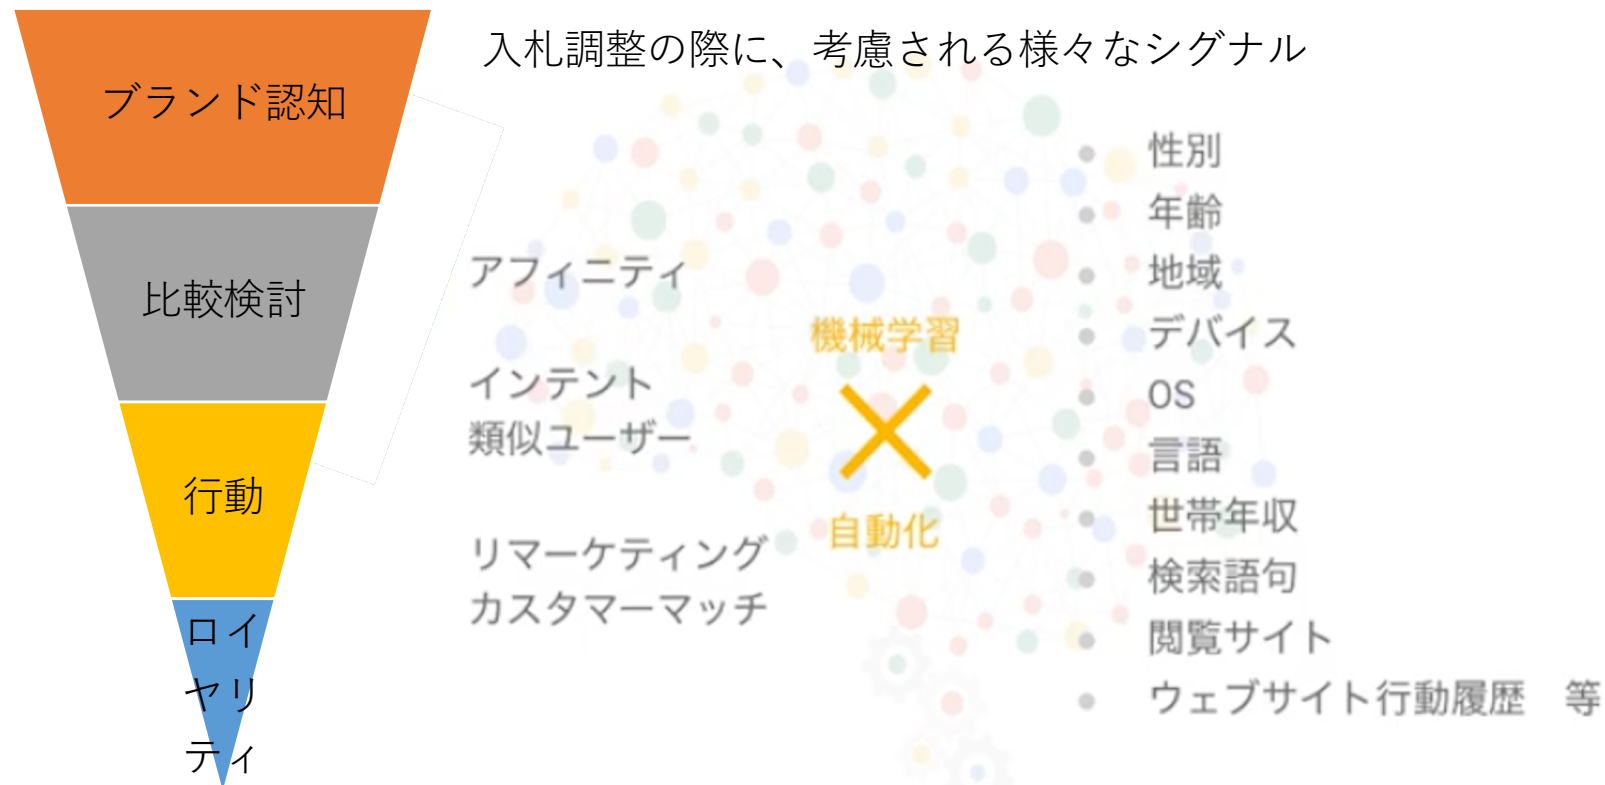 入札調整の際に、考慮される様々なシグナル
ブランド認知
比較検討
行動
ロイ
ヤリ
ティ
アフィニティ
インテント
類似ユーザー
リマーケティング
カスタマーマッチ
機械学習
自動化
性別
年齢
地域
デバイス
OS
言語
世帯年収
検索語句
閲覧サイト
ウェブサイト行動履歴　等